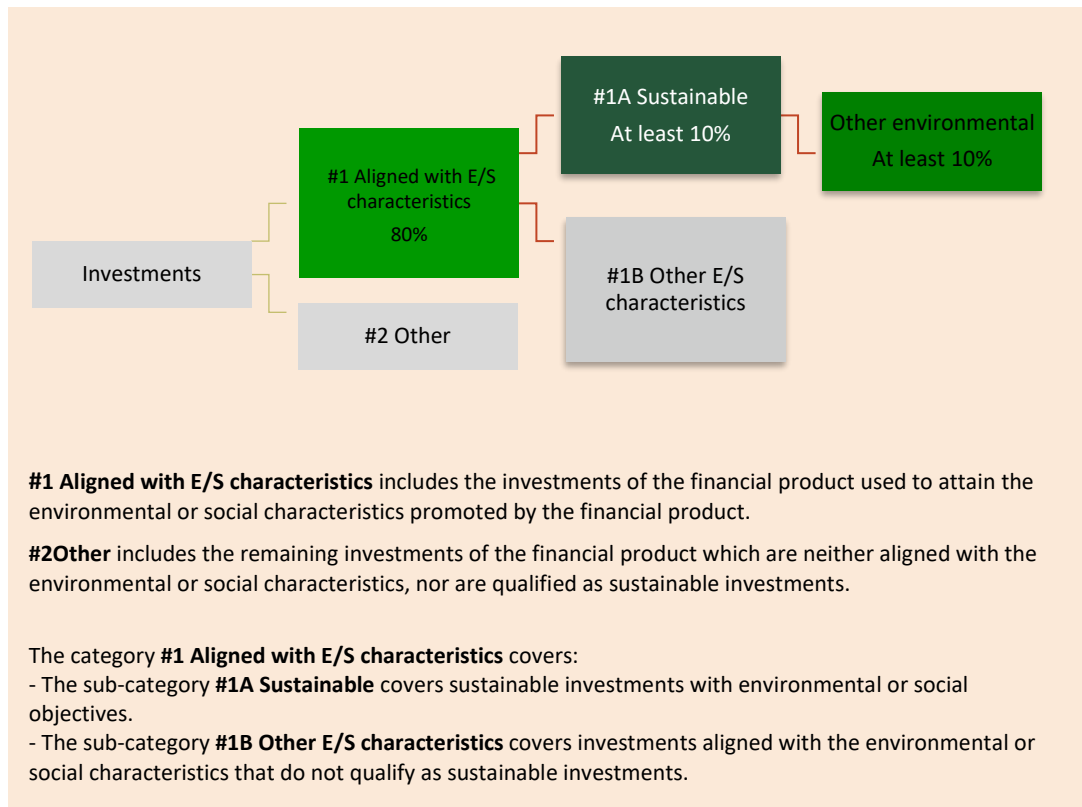 #1A Sustainable
At least 10%
Other environmental
At least 10%
#1 Aligned with E/S
characteristics
80%
Investments
#1B Other E/S
characteristics
#2 Other
#1 Aligned with E/S characteristics includes the investments of the financial product used to attain the
environmental or social characteristics promoted by the financial product.
#2Other includes the remaining investments of the financial product which are neither aligned with the
environmental or social characteristics, nor are qualified as sustainable investments.
The category #1 Aligned with E/S characteristics covers:
- The sub-category #1A Sustainable covers sustainable investments with environmental or social
objectives.
- The sub-category #1B Other E/S characteristics covers investments aligned with the environmental or
social characteristics that do not qualify as sustainable investments.